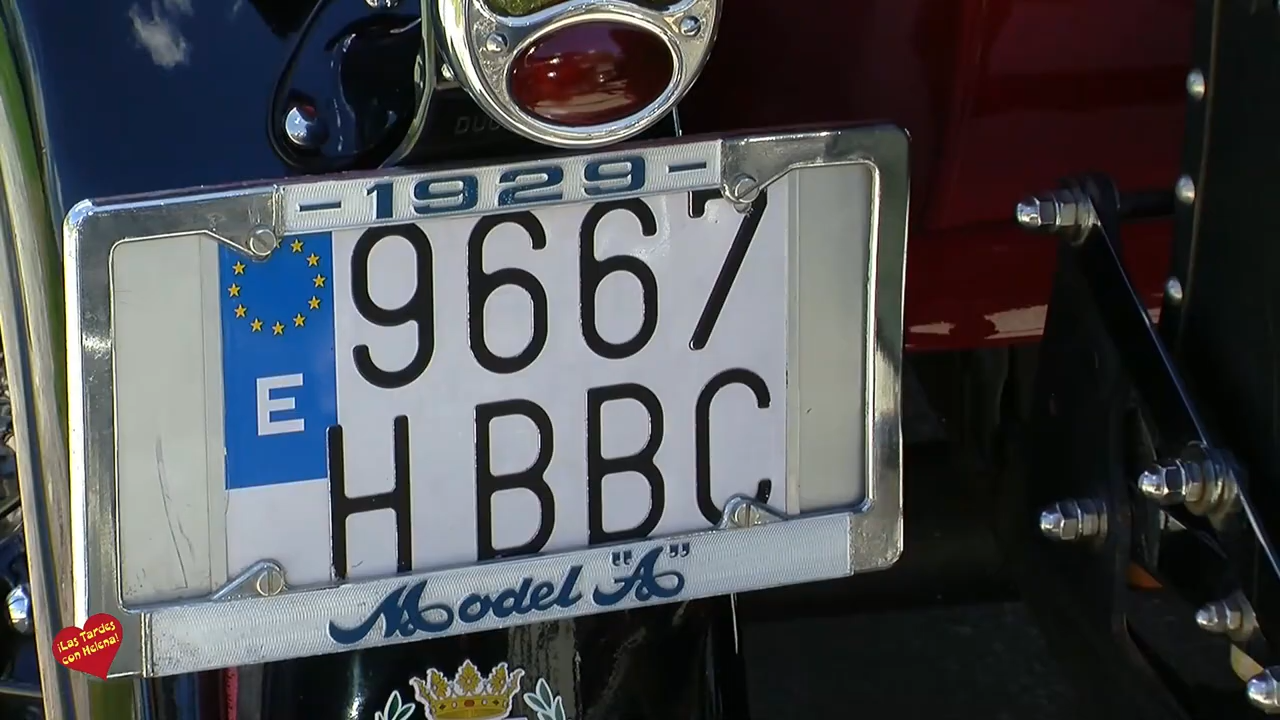 - 1929 -
9667
E
HBBC
Model "A"
¡Las Tardes
con Helena!